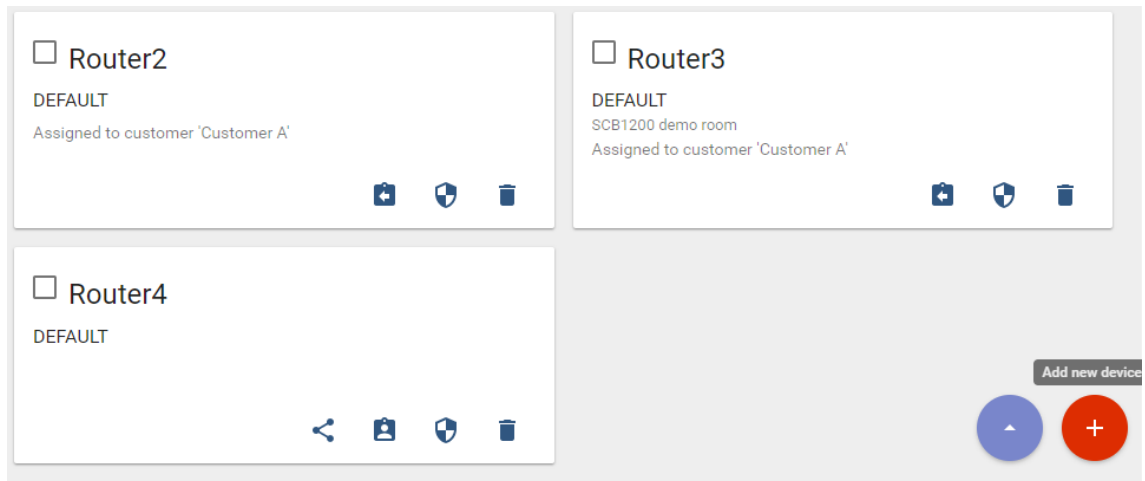 Router2
DEFAULT
Assigned to customer 'Customer A'
Router3
DEFAULT
SCB1200 demo room
Assigned to customer 'Customer A'
Router4
DEFAULT
Add new device